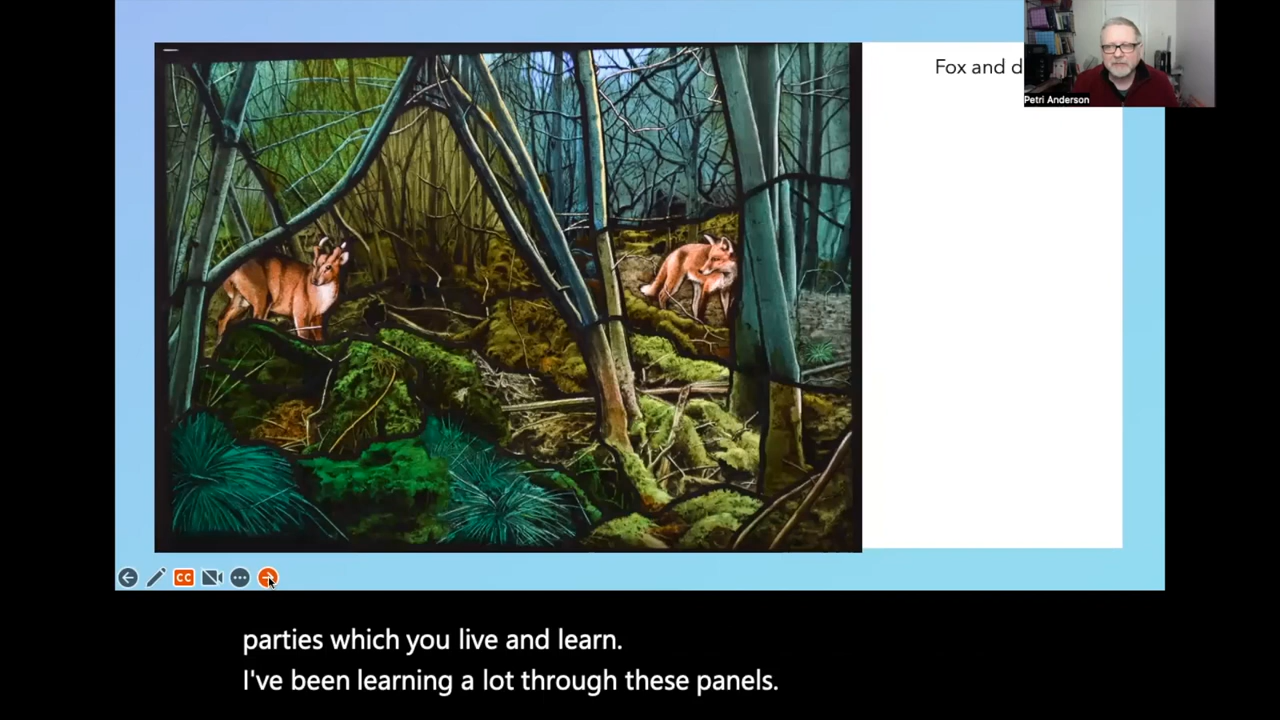 Fox and d
Petri Anderson
CC
parties which you live and learn.
I've been learning a lot through these panels.